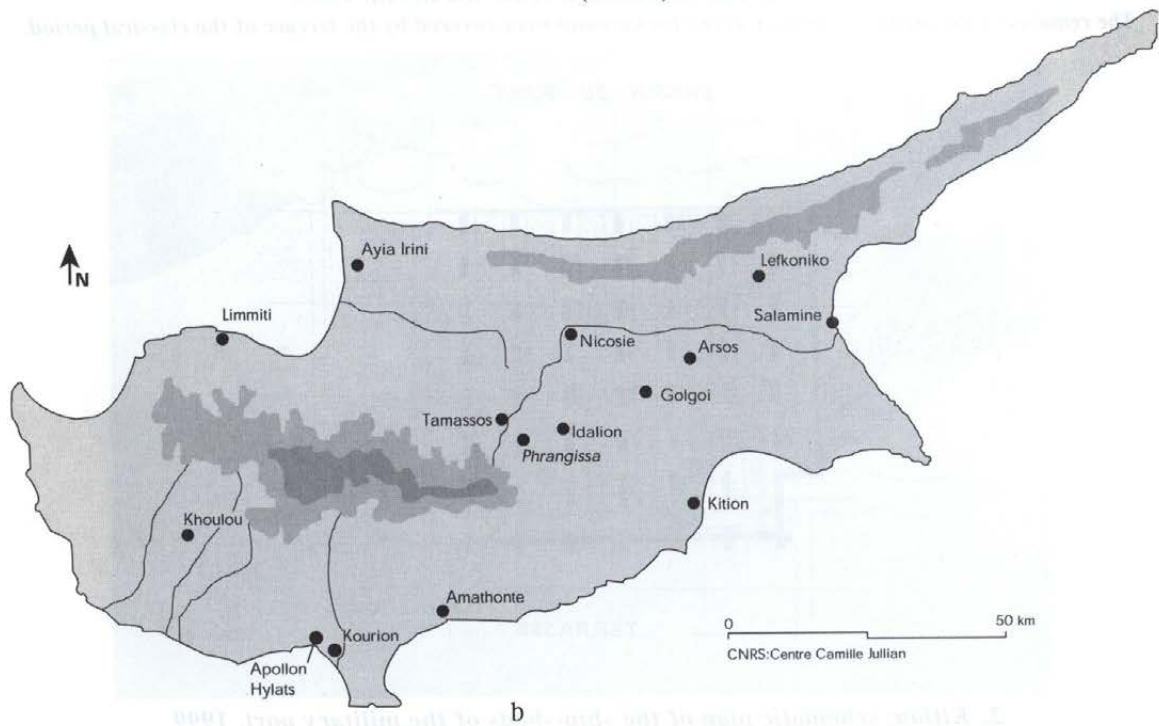 Ayia Irini
Lefkoniko
N
Limmiti
Salamine
Nicosie
Arsos
Golgoi
Tamassos
Idalion
Phrangissa
Kition
Khoulou
Amathonte
0 50 km
Kourion
CNRS:Centre Camille Jullian
Apollon
Hylats
b